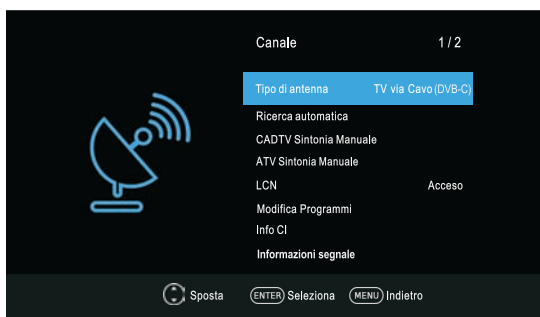 Canale 1 / 2
Tipo di antenna TV via Cavo (DVB-C)
Ricerca automatica
CADTV Sintonia Manuale
ATV Sintonia Manuale
LCN Acceso
Modifica Programmi
Info CI
Informazioni segnale
Sposta ENTER Seleziona MENU Indietro